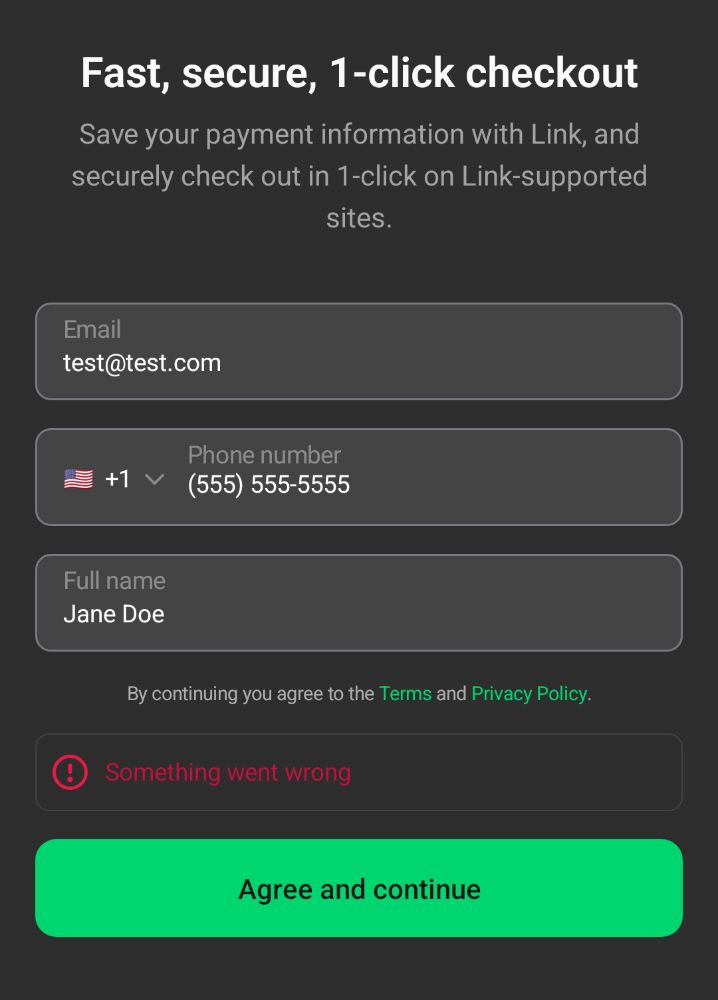 Fast, secure, 1-click checkout
Save your payment information with Link, and
securely check out in 1-click on Link-supported
sites.
Email
test@test.com
Phone number
+1 (555) 555-5555
Full name
Jane Doe
By continuing you agree to the Terms and Privacy Policy.
Something went wrong
Agree and continue